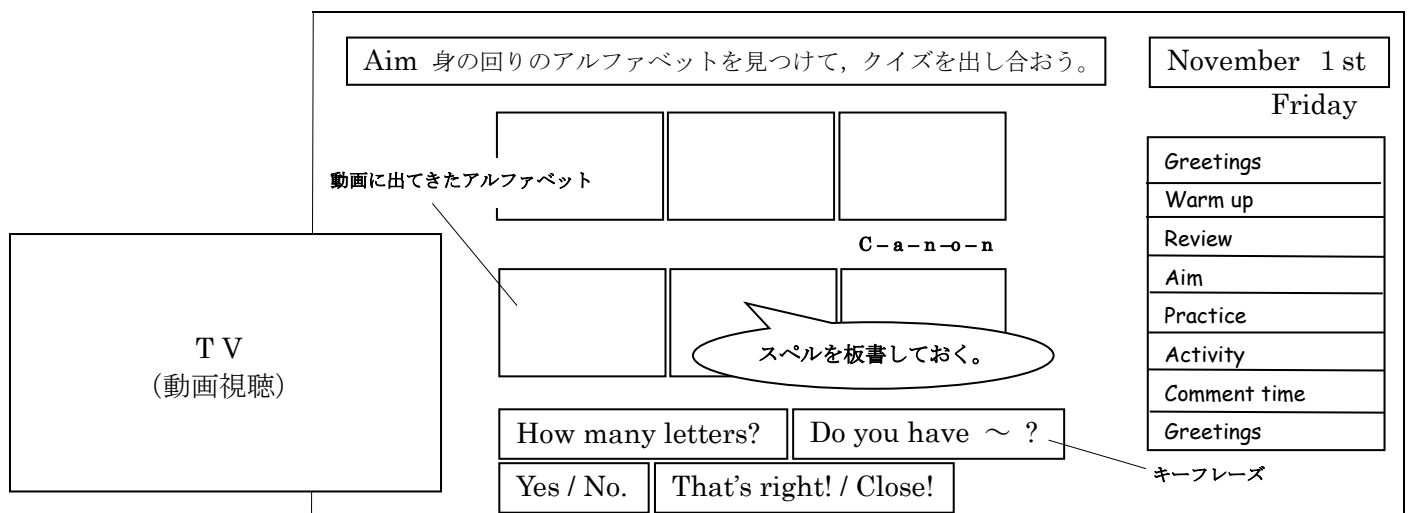 Aim 身の回りのアルファベットを見つけて，クイズを出し合おう。
November 1 st
Friday
動画に出てきたアルファベット
C－a－n－o－n
スペルを板書しておく。
TV
（動画視聴）
Greetings
Warm up
Review
Aim
Practice
Activity
Comment time
Greetings
How many letters?
Do you have ～ ?
キーフレーズ
Yes / No.
That's right! / Close!